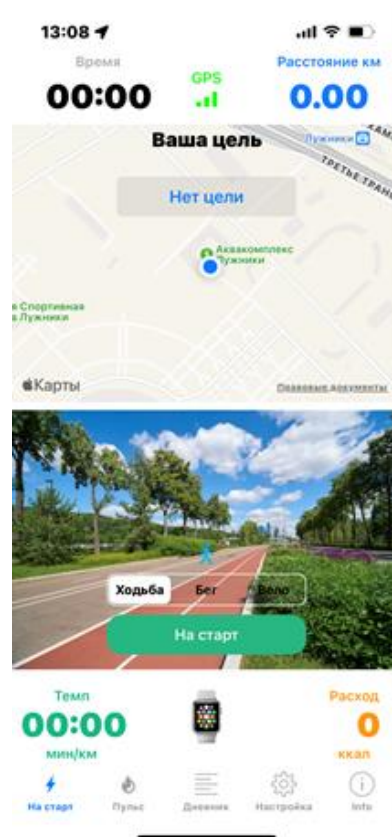 13:08
Время
GPS
Расстояние км
00:00
0.00
Ваша цель
Лужники
ТРЕТЬЕ ТРАН
Нет цели
Аквакомплекс
Лужники
Спортивная
Лужники
Карты
Правовые документы
Ходьба
Бег
Вело
На старт
Темп
Расход
00:00
0
мин/км
ккал
На старт
Пульс
Дневник
Настройка
Info